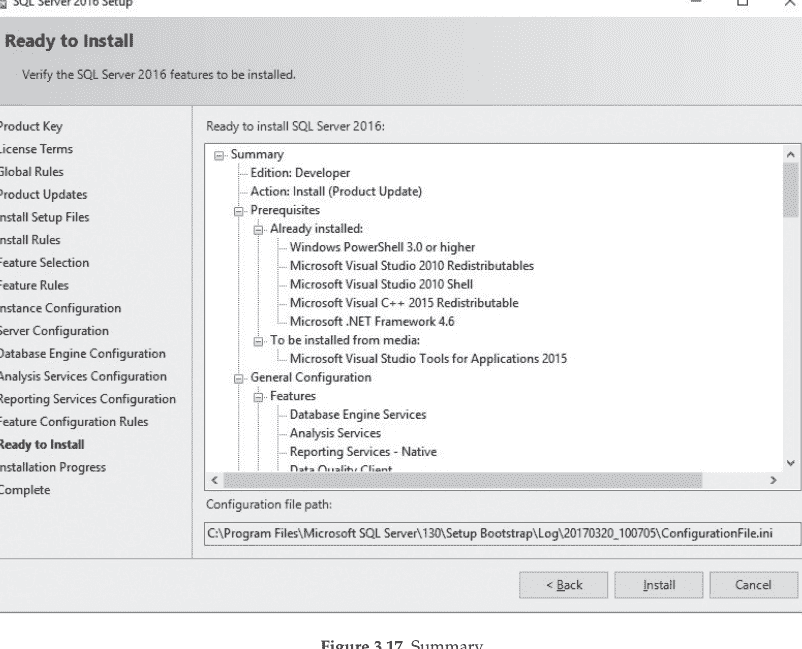 SQL Server 2016 Setup
Ready to Install
Verify the SQL Server 2016 features to be installed.
Product Key
License Terms
Global Rules
Product Updates
Install Setup Files
Install Rules
Feature Selection
Feature Rules
Instance Configuration
Server Configuration
Database Engine Configuration
Analysis Services Configuration
Reporting Services Configuration
Feature Configuration Rules
Ready to Install
Installation Progress
Complete
Ready to install SQL Server 2016:
Summary
Edition: Developer
Action: Install (Product Update)
Prerequisites
Already installed:
Windows PowerShell 3.0 or higher
Microsoft Visual Studio 2010 Redistributables
Microsoft Visual Studio 2010 Shell
Microsoft Visual C++ 2015 Redistributable
Microsoft .NET Framework 4.6
To be installed from media:
Microsoft Visual Studio Tools for Applications 2015
General Configuration
Features
Database Engine Services
Analysis Services
Reporting Services - Native
Data Quality Client
Configuration file path:
C:\Program Files\Microsoft SQL Server\130\Setup Bootstrap\Log\20170320_100705\ConfigurationFile.ini
< Back
Install
Cancel
Figure 3.17 Summary